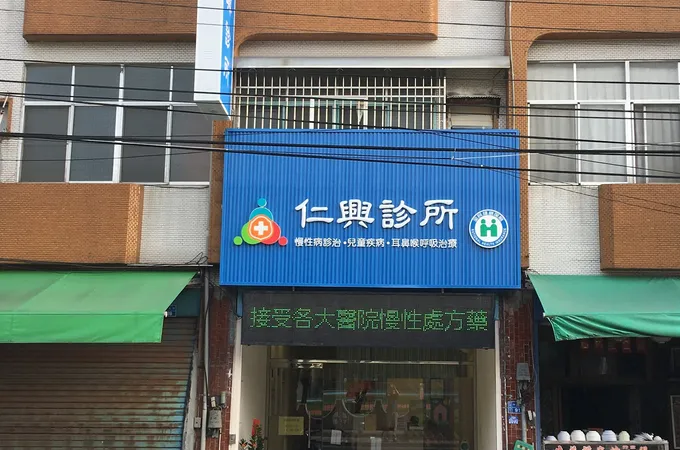 仁興診所
慢性病診治・兒童疾病・耳鼻喉呼吸治療
接受各大醫院慢性處方藥